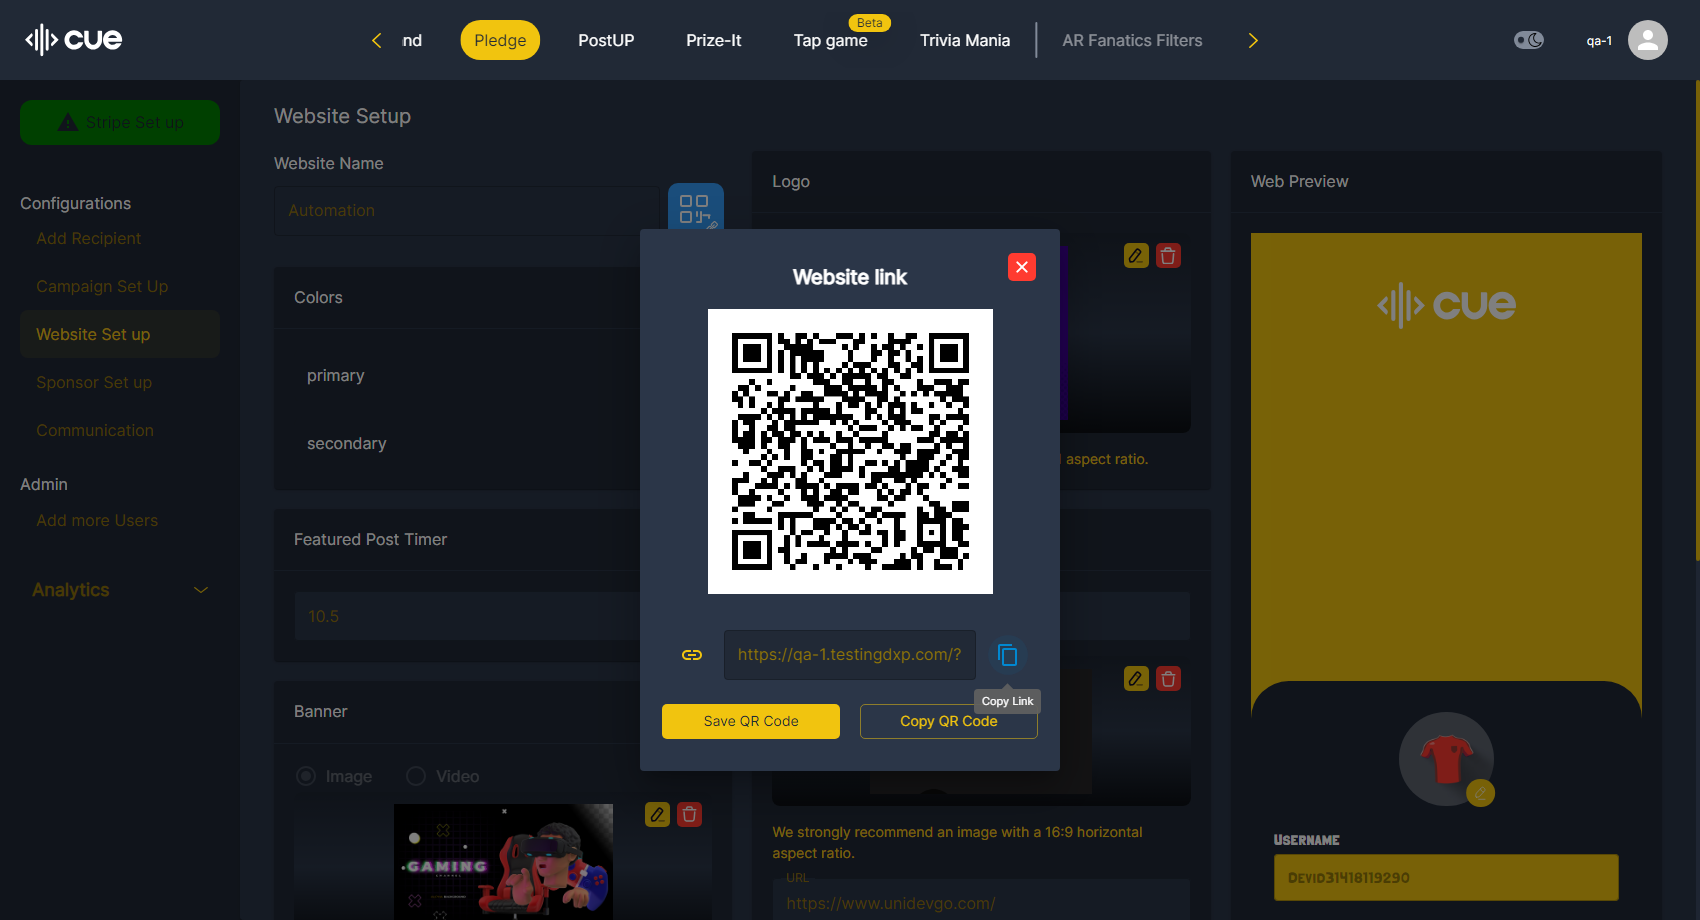 cue
nd
Pledge
PostUP
Prize-It
Beta
Tap game
Trivia Mania
AR Fanatics Filters
qa-1
Stripe Set up
Configurations
Add Recipient
Campaign Set Up
Website Set up
Sponsor Set up
Communication
Admin
Add more Users
Analytics
Website Setup
Website Name
Automation
Colors
primary
secondary
Featured Post Timer
10.5
Banner
Image
Video
GAMING
Logo
aspect ratio.
Website link
https://qa-1.testingdxp.com/?
Copy Link
Save QR Code
Copy QR Code
We strongly recommend an image with a 16:9 horizontal
aspect ratio.
URL
https://www.unidevgo.com/
Web Preview
cue
Username
Devid31418119290